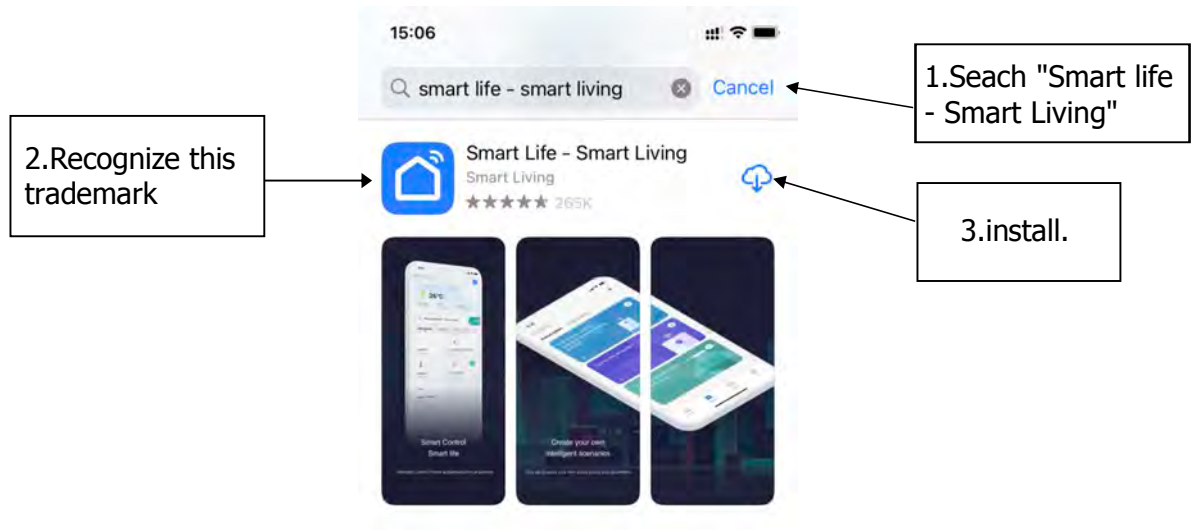 15:06
smart life - smart living
Cancel
1.Seach "Smart life
- Smart Living"
2.Recognize this
trademark
Smart Life - Smart Living
Smart Living
265K
3.install.
26°C
Smart Control
Smart life
Create your own
intelligent scenarios